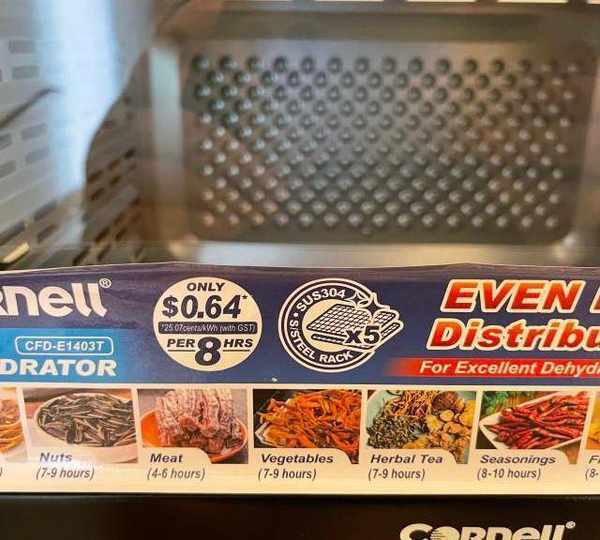 rnell®
CFD-E1403T
DRATOR
ONLY
$0.64*
*25.07cents/kWh (with GST)
PER 8 HRS
SUS304
S/STEEL RACK
x5
EVEN
Distribu
For Excellent Dehyd
)
Nuts
(7-9 hours)
Meat
(4-6 hours)
Vegetables
(7-9 hours)
Herbal Tea
(7-9 hours)
Seasonings
(8-10 hours)
F
(8-
CORNELL®